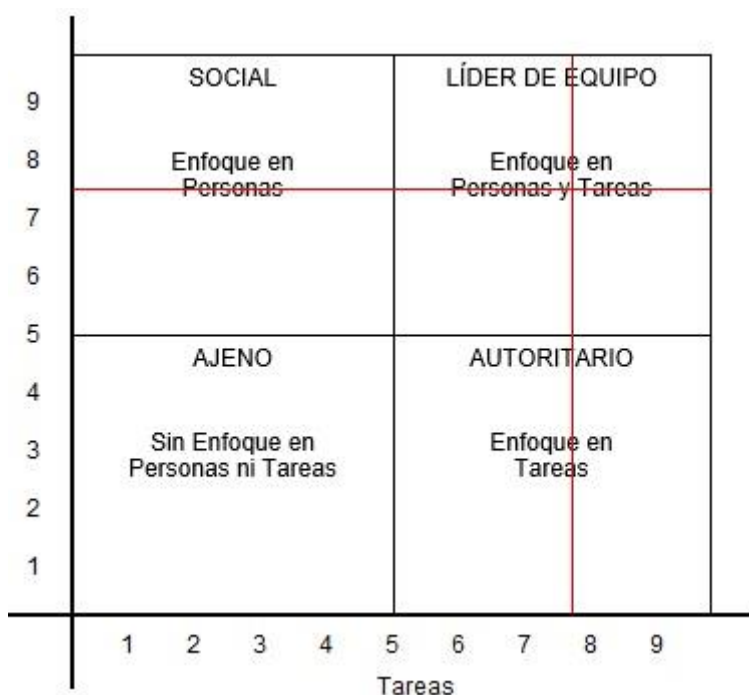 SOCIAL
LÍDER DE EQUIPO
9
8
Enfoque en
Personas
Enfoque en
Personas y Tareas
7
6
5
AJENO
AUTORITARIO
4
3
Sin Enfoque en
Personas ni Tareas
Enfoque en
Tareas
2
1
1 2 3 4 5 6 7 8 9
Tareas